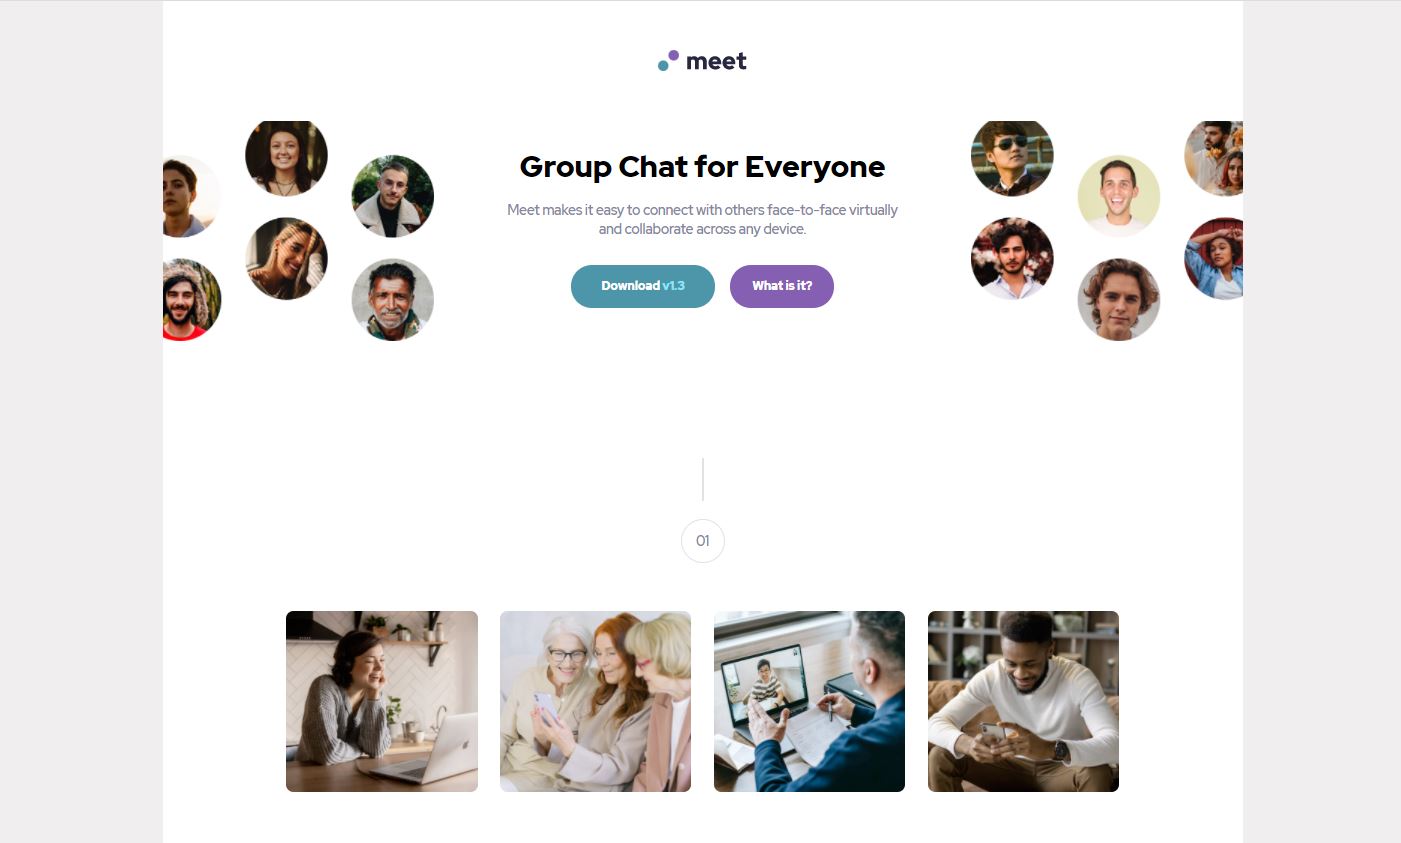 meet
Group Chat for Everyone
Meet makes it easy to connect with others face-to-face virtually
and collaborate across any device.
Download v1.3
What is it?
01